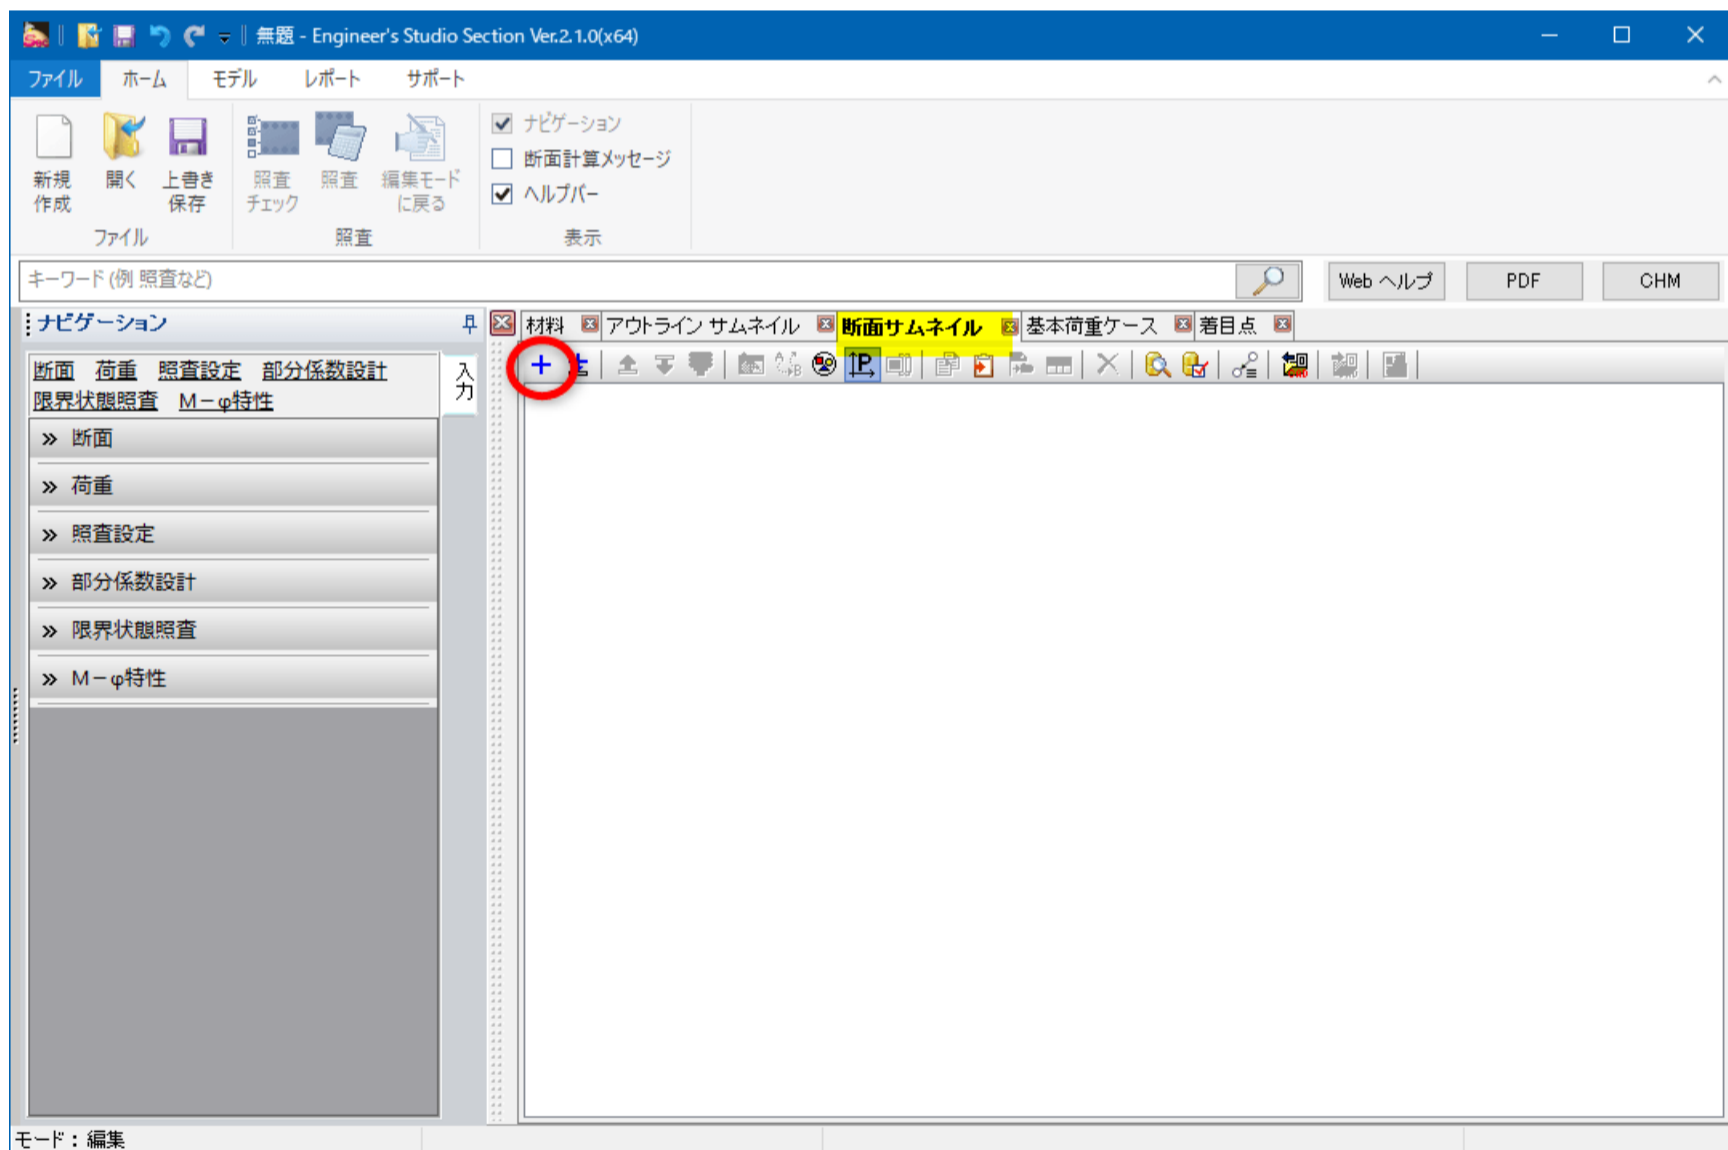 無題 - Engineer's Studio Section Ver.2.1.0(x64)
ファイル ホーム モデル レポート サポート
新規作成 開く 上書き保存 照査チェック 照査 編集モードに戻る
ナビゲーション
断面計算メッセージ
ヘルプバー
ファイル 照査 表示
キーワード (例 照査など) Web ヘルプ PDF CHM
ナビゲーション
材料 アウトライン サムネイル 断面サムネイル 基本荷重ケース 着目点
断面 荷重 照査設定 部分係数設計
限界状態照査 M－φ特性
入力
断面
荷重
照査設定
部分係数設計
限界状態照査
M－φ特性
モード：編集